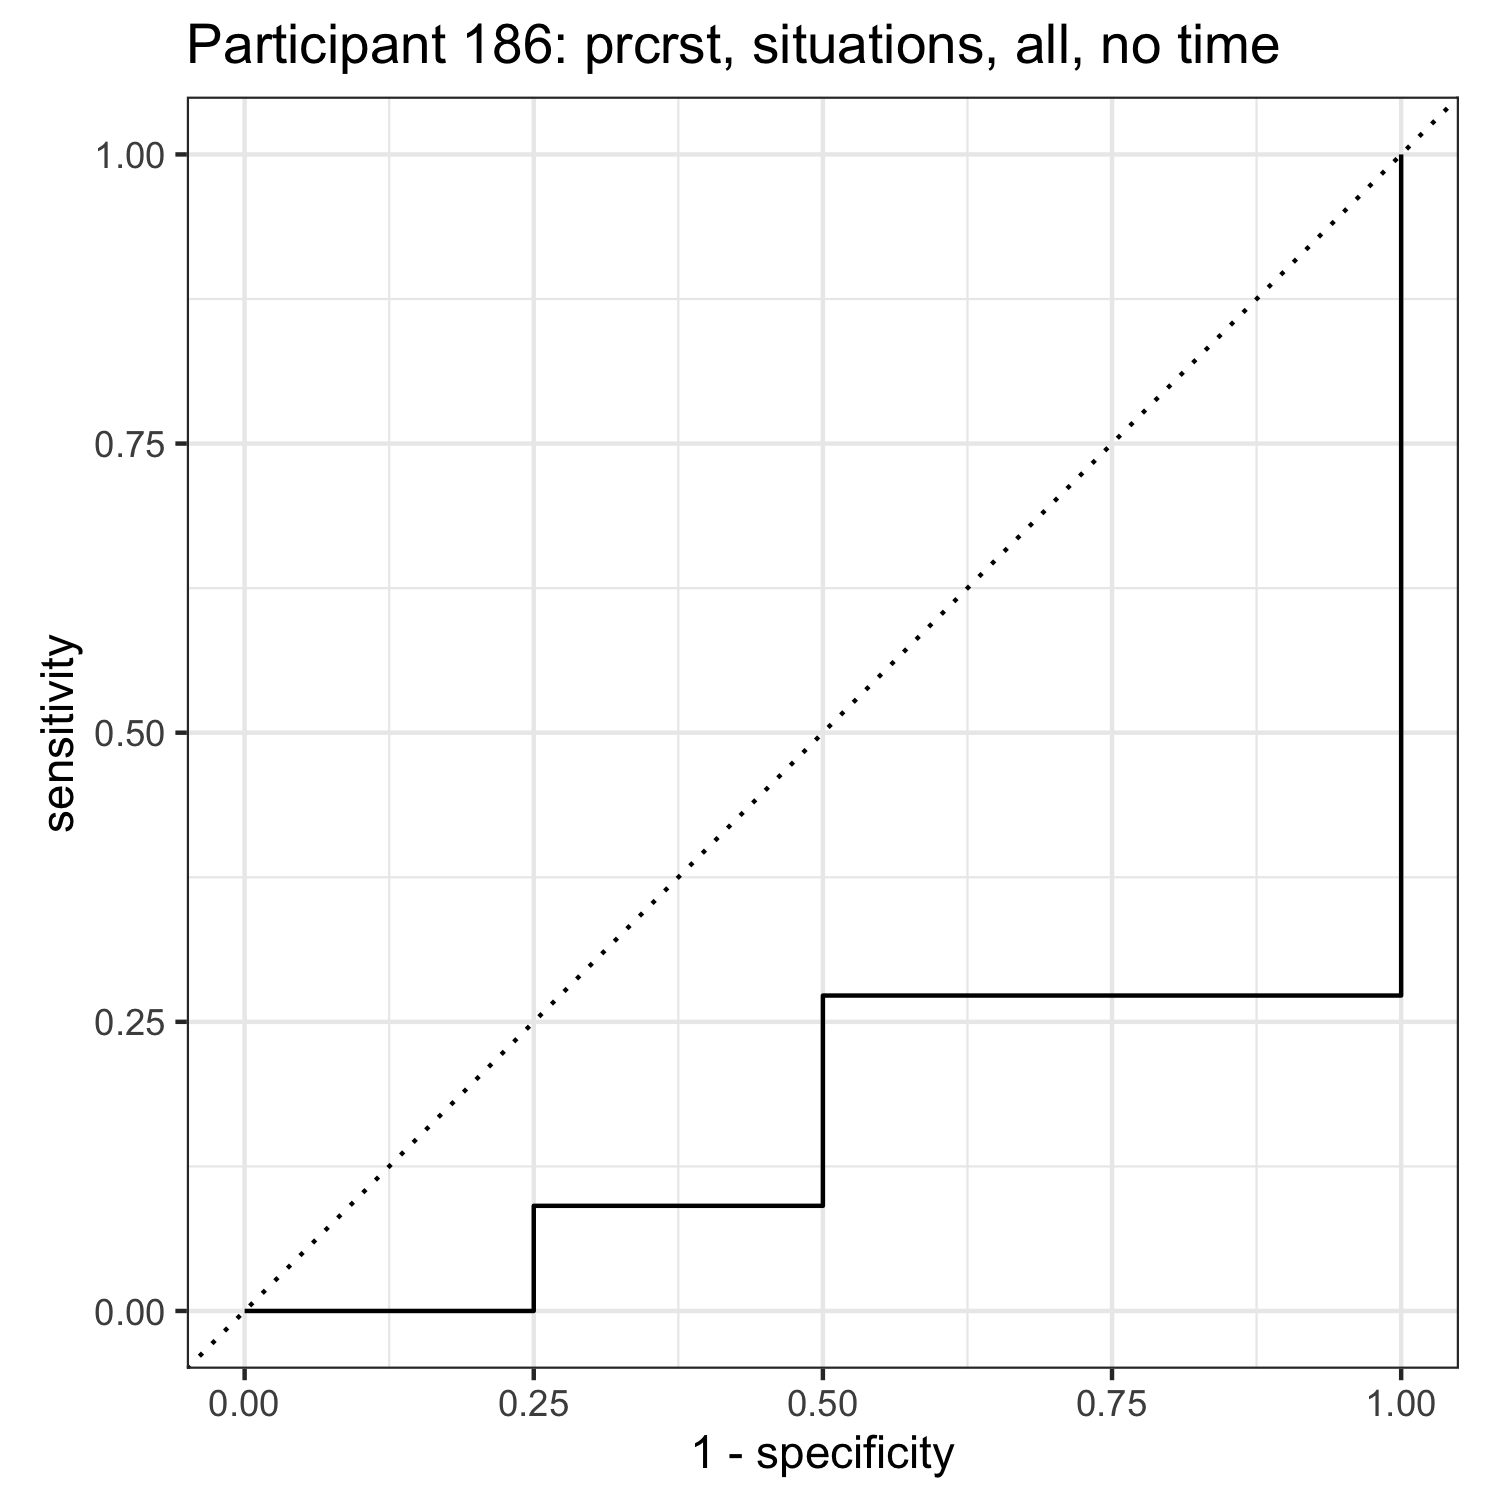 Participant 186: prcrst, situations, all, no time
1.00
0.75
0.50
0.25
0.00
sensitivity
0.00 0.25 0.50 0.75 1.00
1 - specificity